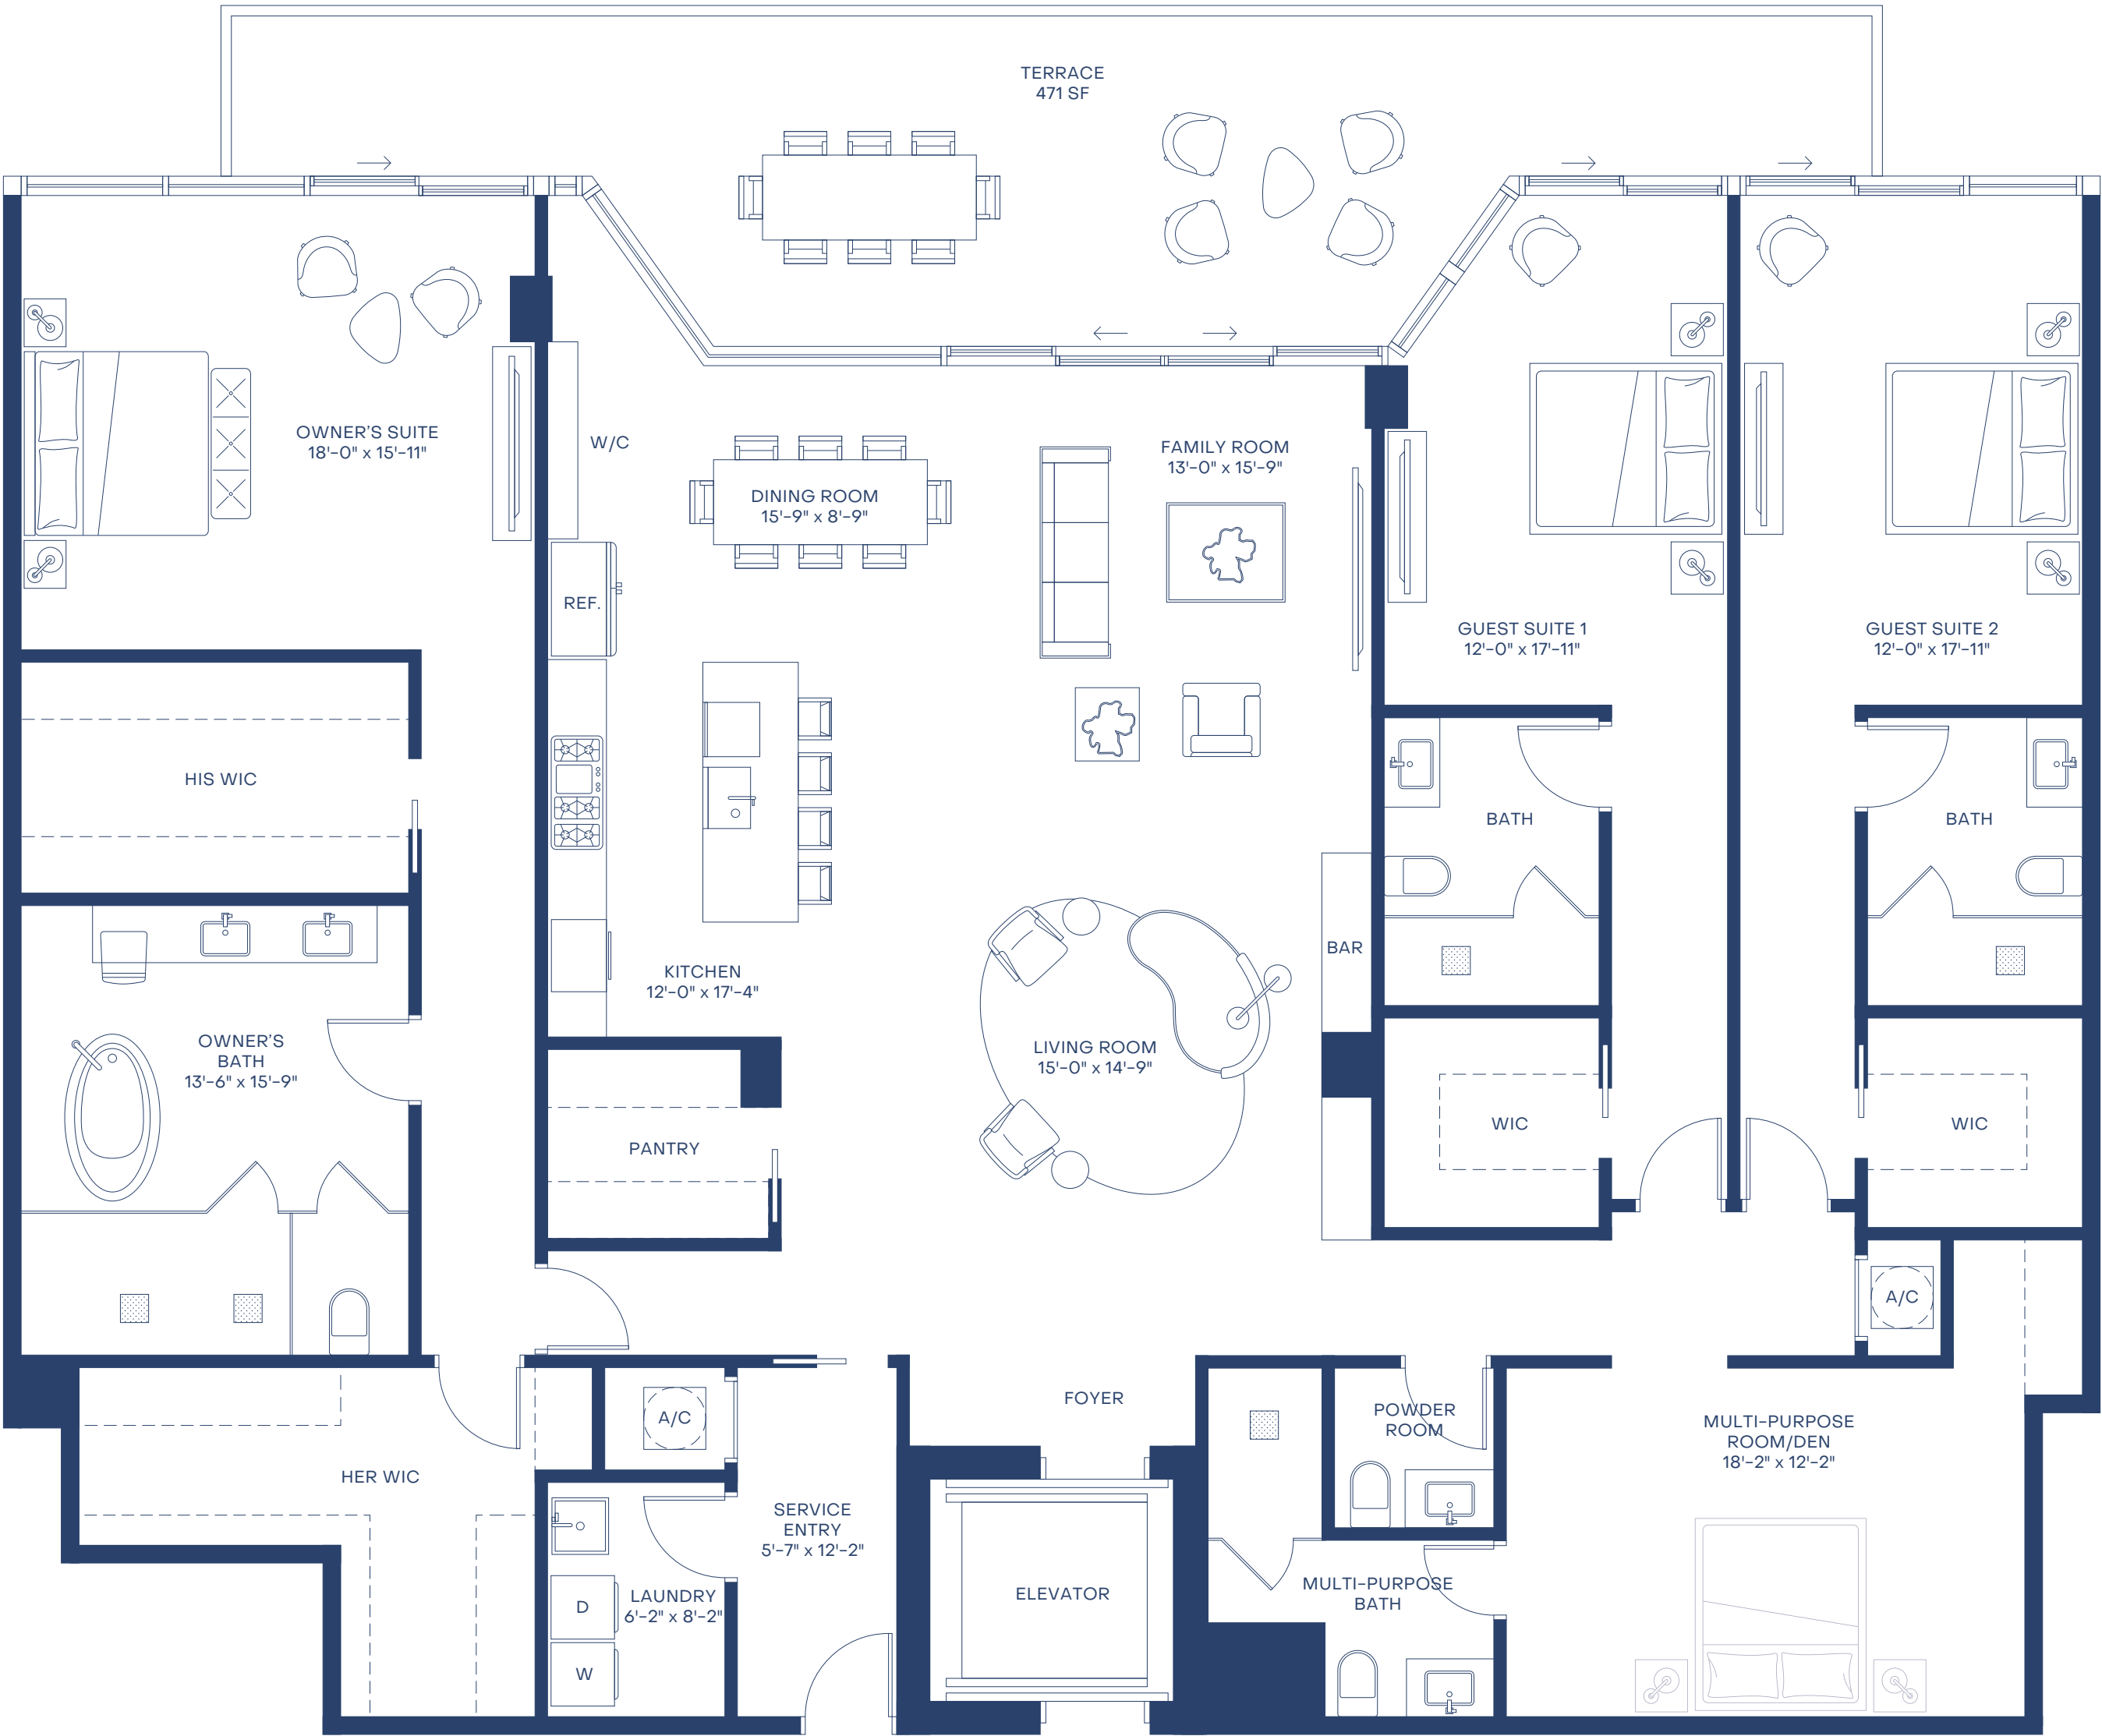 TERRACE
471 SF
OWNER'S SUITE
18'-0" x 15'-11"
W/C
DINING ROOM
15'-9" x 8'-9"
FAMILY ROOM
13'-0" x 15'-9"
REF.
GUEST SUITE 1
12'-0" x 17'-11"
GUEST SUITE 2
12'-0" x 17'-11"
HIS WIC
BATH
BATH
BAR
KITCHEN
12'-0" x 17'-4"
OWNER'S
BATH
13'-6" x 15'-9"
LIVING ROOM
15'-0" x 14'-9"
PANTRY
WIC
WIC
A/C
FOYER
A/C
POWDER
ROOM
MULTI-PURPOSE
ROOM/DEN
18'-2" x 12'-2"
HER WIC
SERVICE
ENTRY
5'-7" x 12'-2"
LAUNDRY
6'-2" x 8'-2"
D
W
ELEVATOR
MULTI-PURPOSE
BATH